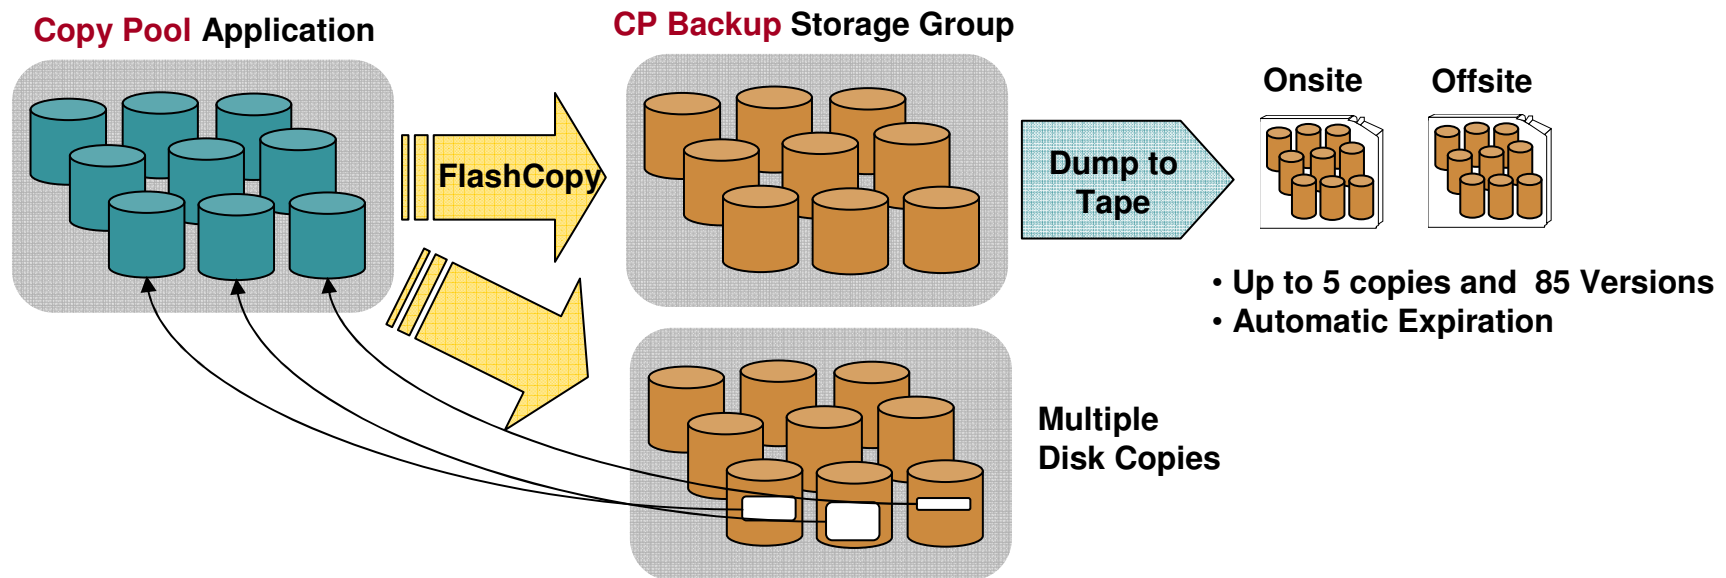 Copy Pool Application
CP Backup Storage Group
Onsite
Offsite
FlashCopy
Dump to
Tape
• Up to 5 copies and 85 Versions
• Automatic Expiration
Multiple
Disk Copies